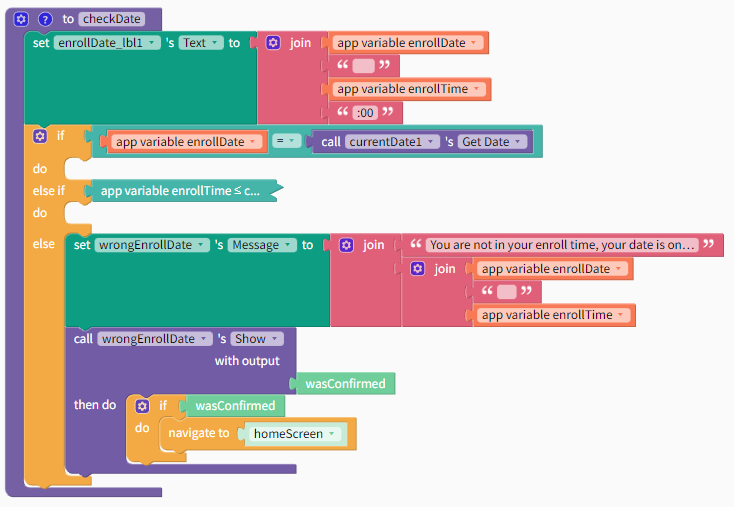 ? to checkDate
set enrollDate_lbl1 's Text to join app variable enrollDate
“ ”
app variable enrollTime
“ :00 ”
if app variable enrollDate = call currentDate1 's Get Date
do
else if app variable enrollTime ≤ c...
do
else set wrongEnrollDate 's Message to join “ You are not in your enroll time, your date is on… ”
join app variable enrollDate
“ ”
app variable enrollTime
call wrongEnrollDate 's Show
with output
wasConfirmed
then do if wasConfirmed
do navigate to homeScreen